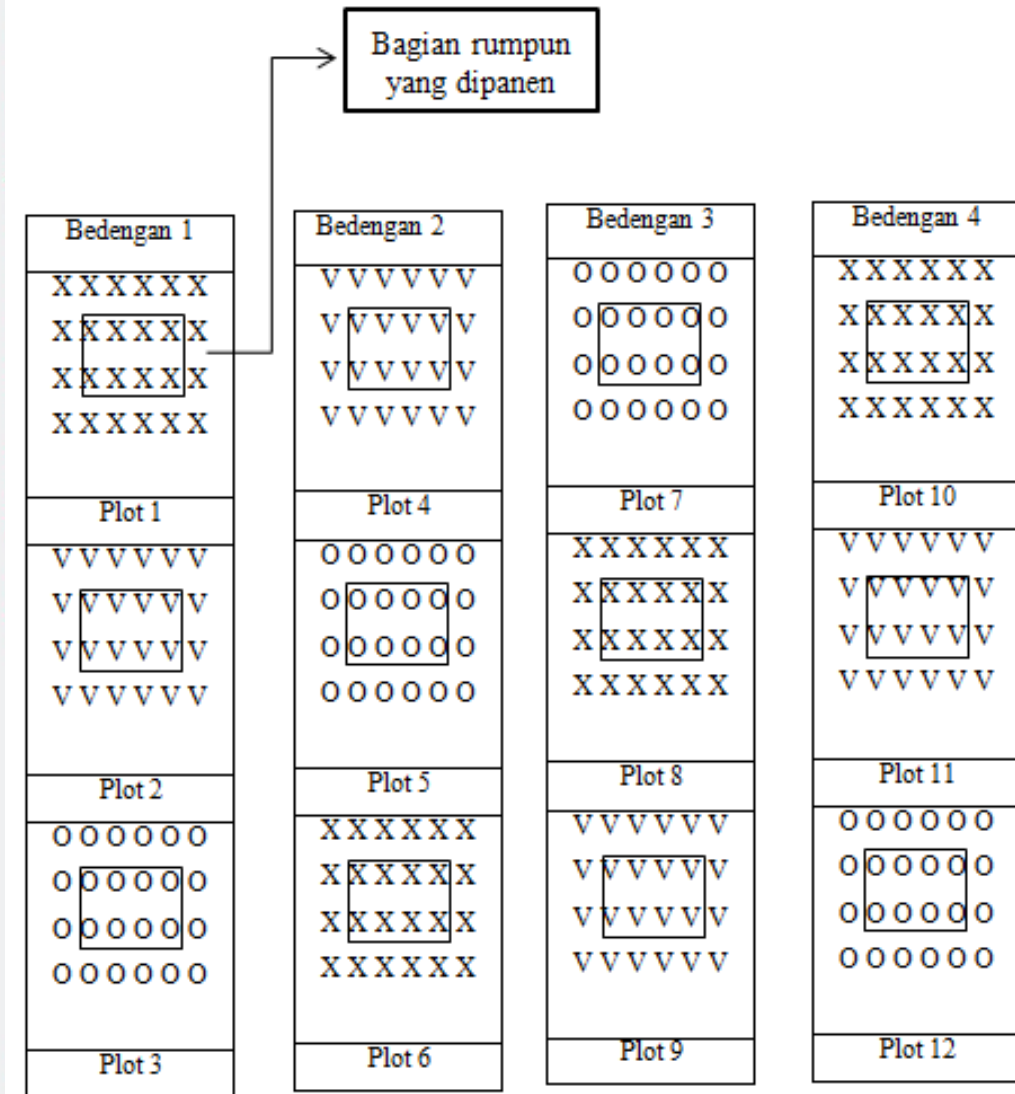 Bagian rumpun
yang dipanen
Bedengan 1
X X X X X X
X X X X X X
X X X X X X
X X X X X X
Plot 1
V V V V V V
V V V V V V
V V V V V V
V V V V V V
Plot 2
O O O O O O
O O O O O O
O O O O O O
O O O O O O
Plot 3
Bedengan 2
V V V V V V
V V V V V V
V V V V V V
V V V V V V
Plot 4
O O O O O O
O O O O O O
O O O O O O
O O O O O O
Plot 5
X X X X X X
X X X X X X
X X X X X X
X X X X X X
Plot 6
Bedengan 3
O O O O O O
O O O O O O
O O O O O O
O O O O O O
Plot 7
X X X X X X
X X X X X X
X X X X X X
X X X X X X
Plot 8
V V V V V V
V V V V V V
V V V V V V
V V V V V V
Plot 9
Bedengan 4
X X X X X X
X X X X X X
X X X X X X
X X X X X X
Plot 10
V V V V V V
V V V V V V
V V V V V V
V V V V V V
Plot 11
O O O O O O
O O O O O O
O O O O O O
O O O O O O
Plot 12